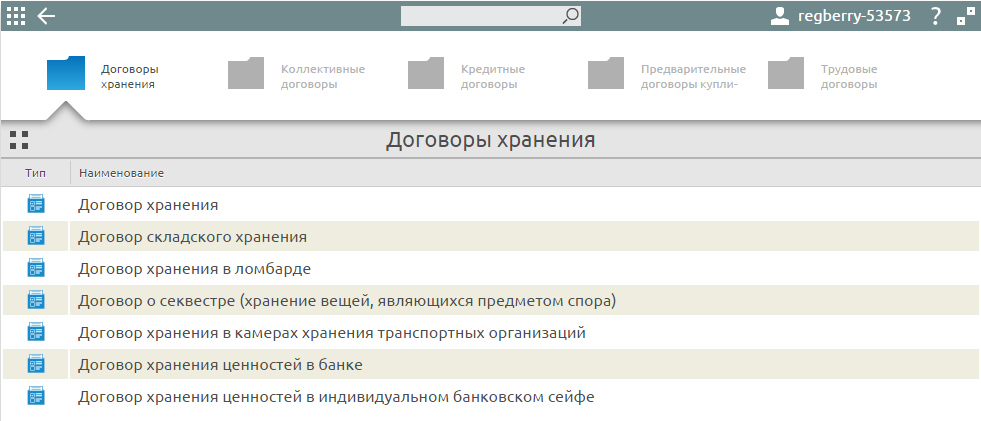 regberry-53573 ?
Договоры
хранения
Коллективные
договоры
Кредитные
договоры
Предварительные
договоры купли-
Трудовые
договоры
Договоры хранения
Тип Наименование
Договор хранения
Договор складского хранения
Договор хранения в ломбарде
Договор о секвестре (хранение вещей, являющихся предметом спора)
Договор хранения в камерах хранения транспортных организаций
Договор хранения ценностей в банке
Договор хранения ценностей в индивидуальном банковском сейфе